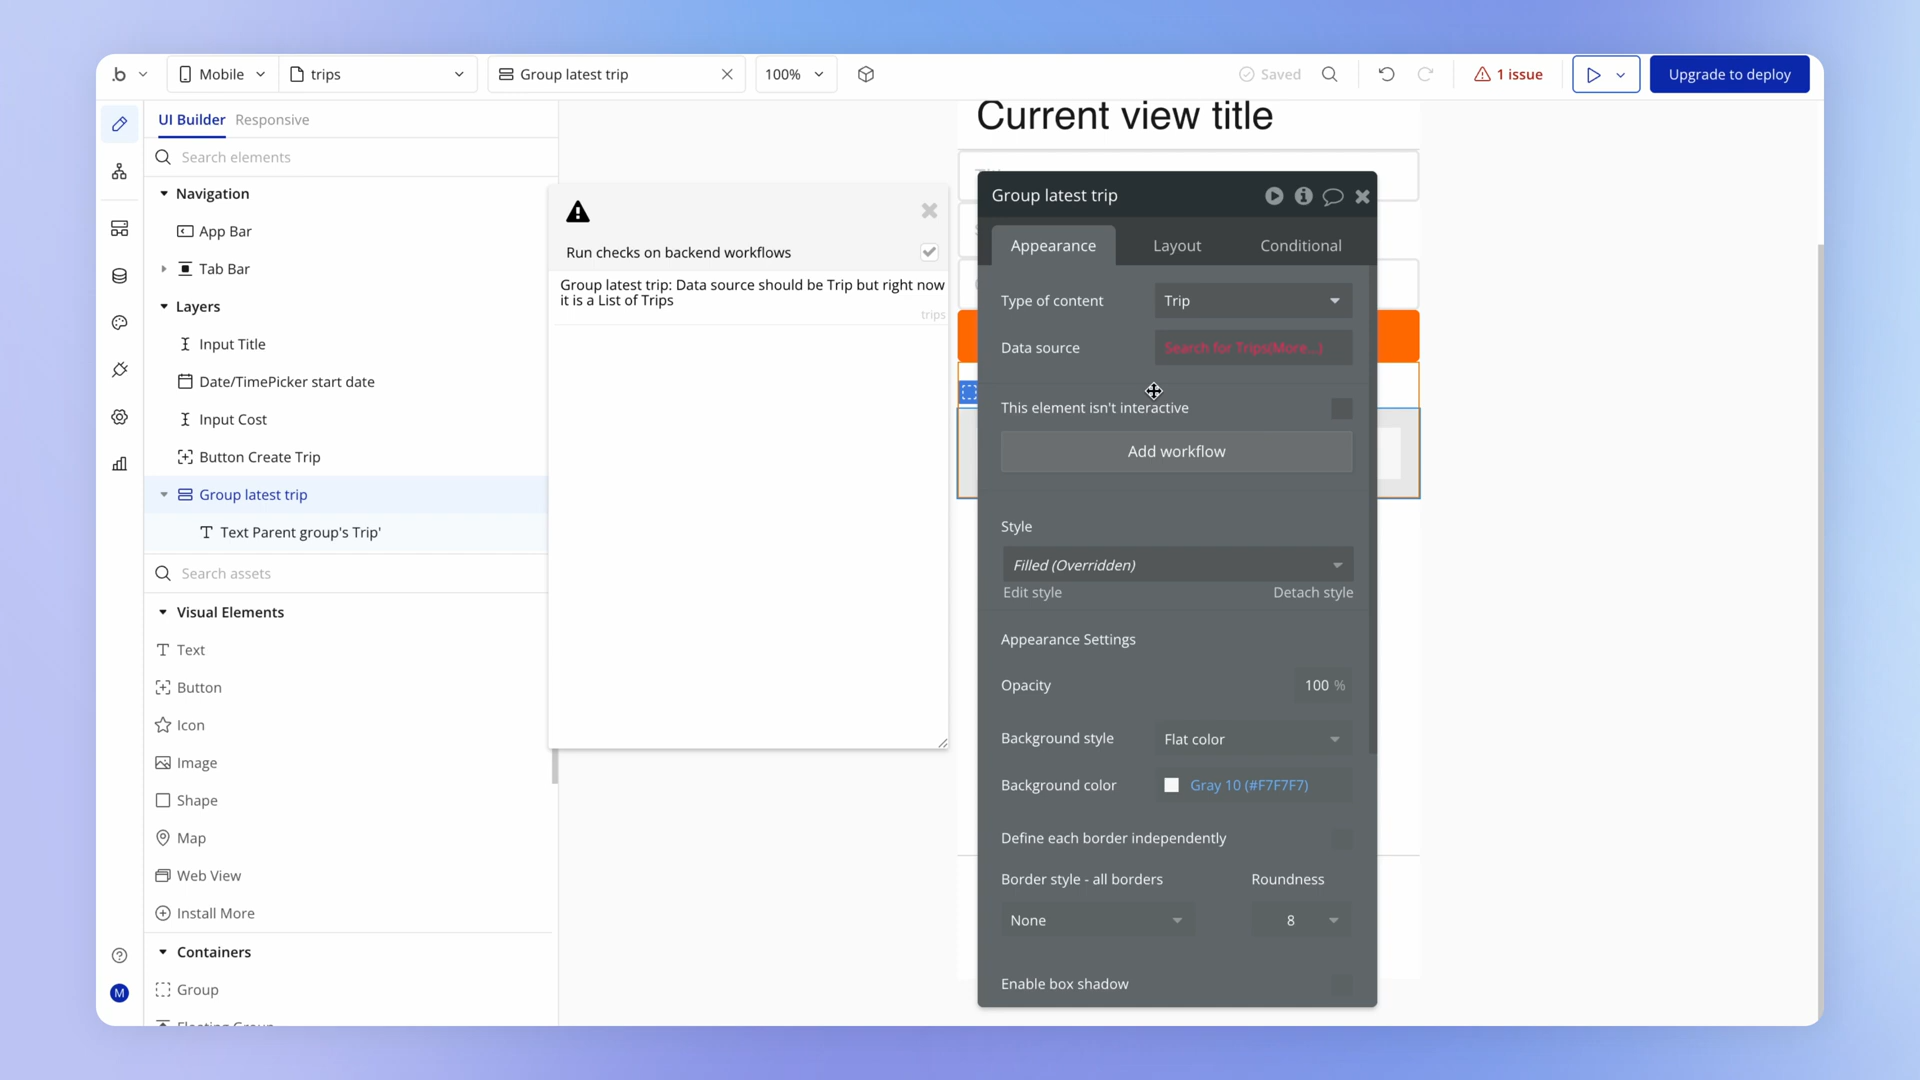 .b
Mobile
trips
Group latest trip
100%
Saved
1 issue
Upgrade to deploy
UI Builder
Responsive
Search elements
Navigation
App Bar
Tab Bar
Layers
Input Title
Date/TimePicker start date
Input Cost
Button Create Trip
Group latest trip
Text Parent group's Trip'
Search assets
Visual Elements
Text
Button
Icon
Image
Shape
Map
Web View
Install More
Containers
Group
Floating Group
M
Run checks on backend workflows
Group latest trip: Data source should be Trip but right now
it is a List of Trips
trips
Current view title
Group latest trip
Appearance
Layout
Conditional
Type of content
Trip
Data source
Search for Trips(More...)
This element isn't interactive
Add workflow
Style
Filled (Overridden)
Edit style
Detach style
Appearance Settings
Opacity
100 %
Background style
Flat color
Background color
Gray 10 (#F7F7F7)
Define each border independently
Border style - all borders
Roundness
None
8
Enable box shadow